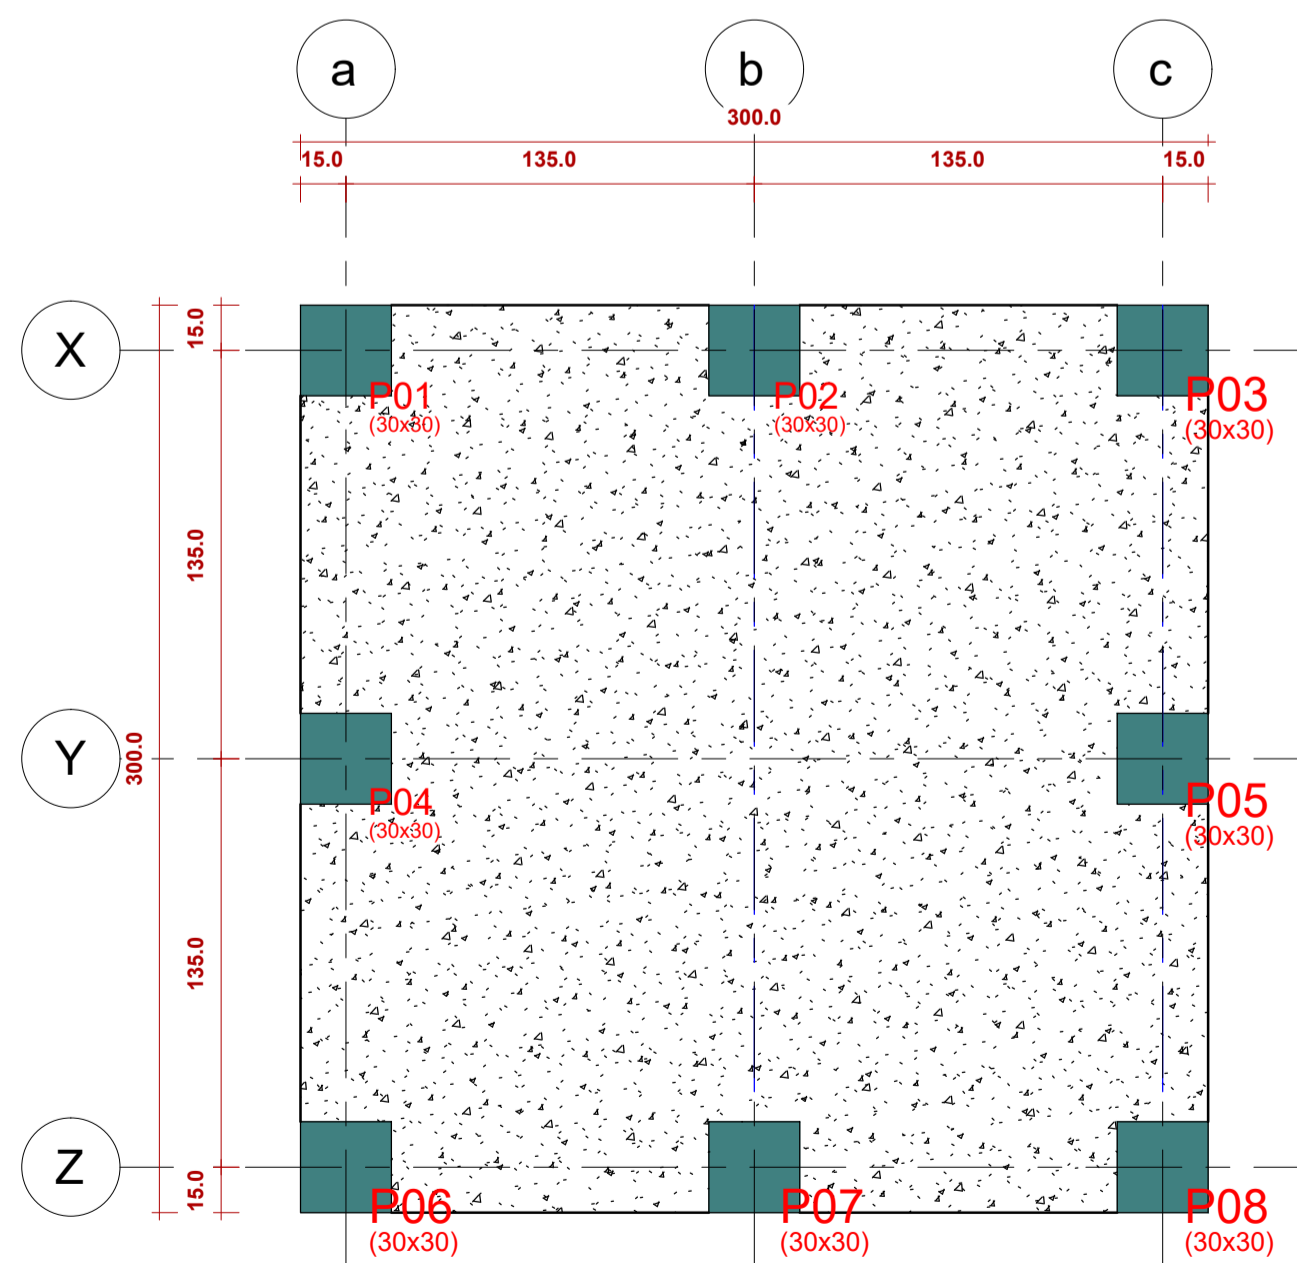 a b c
300.0
15.0 135.0 135.0 15.0
X
15.0
P01 P02 P03
(30x30) (30x30) (30x30)
135.0
Y
300.0
P04 P05
(30x30) (30x30)
135.0
Z
15.0
P06 P07 P08
(30x30) (30x30) (30x30)